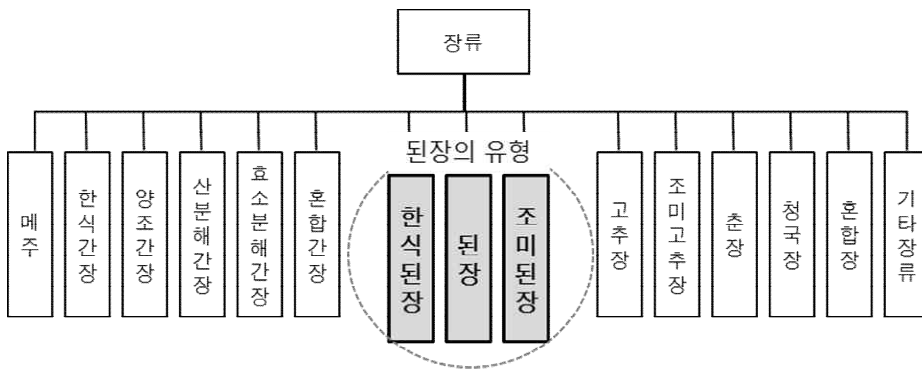 장류
된장의 유형
메주
한식간장
양조간장
산분해간장
효소분해간장
혼합간장
한식된장
된장
조미된장
고추장
조미고추장
춘장
청국장
혼합장
기타장류